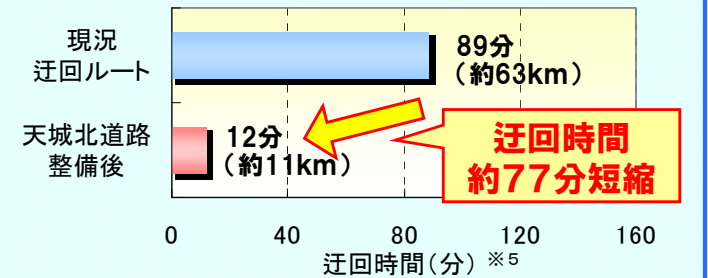 現況
迂回ルート
89分
(約63km)
天城北道路
整備後
12分
(約11km)
迂回時間
約77分短縮
0 40 80 120 160
迂回時間(分) ※5